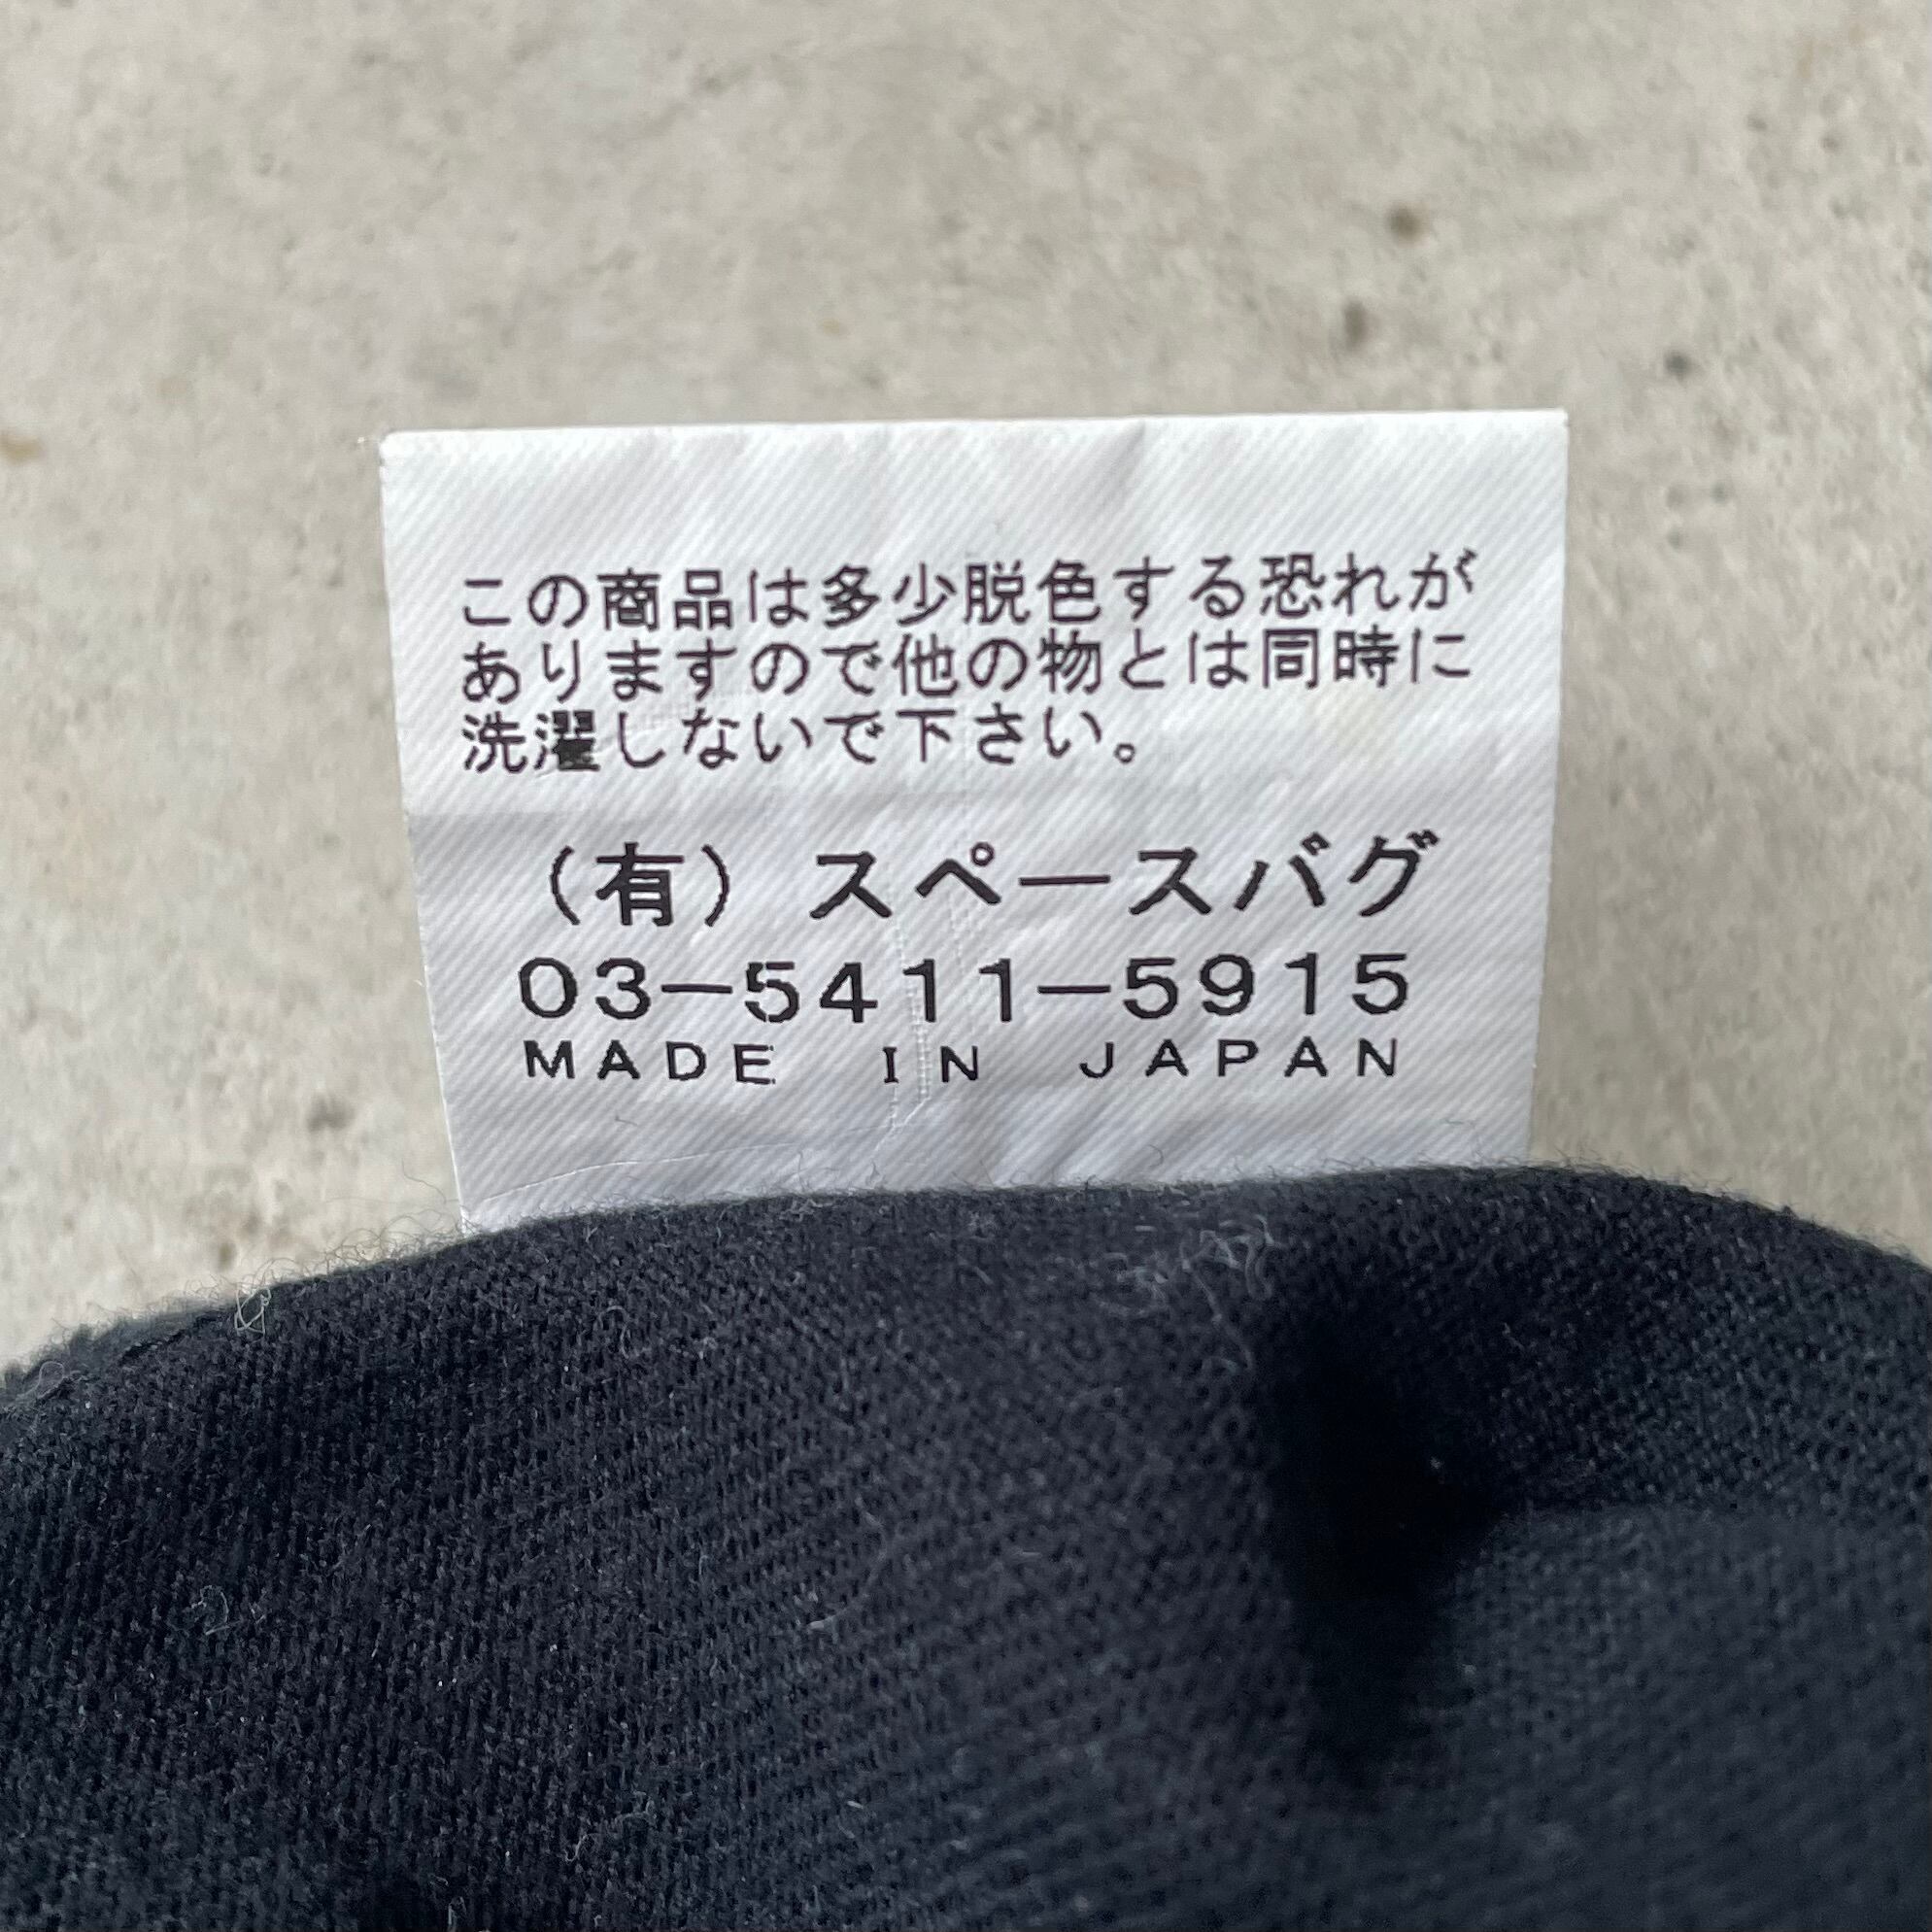 この商品は多少脱色する恐れが
ありますので他の物とは同時に
洗濯しないで下さい。
（有）スペースバグ
03－5411－5915
MADE IN JAPAN